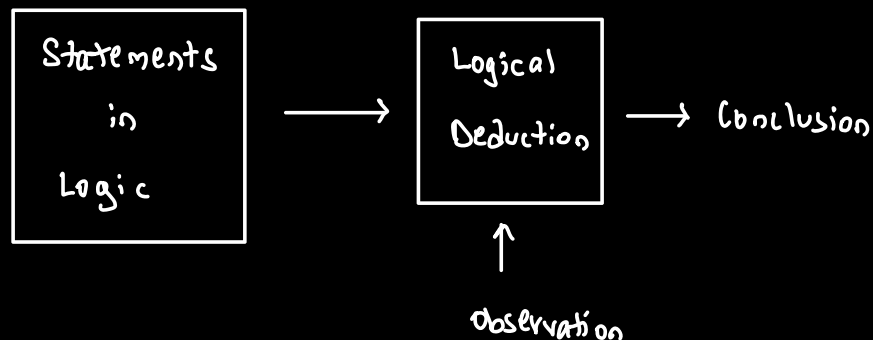 Statements
in
Logic
Logical
Deduction
Conclusion
Observation